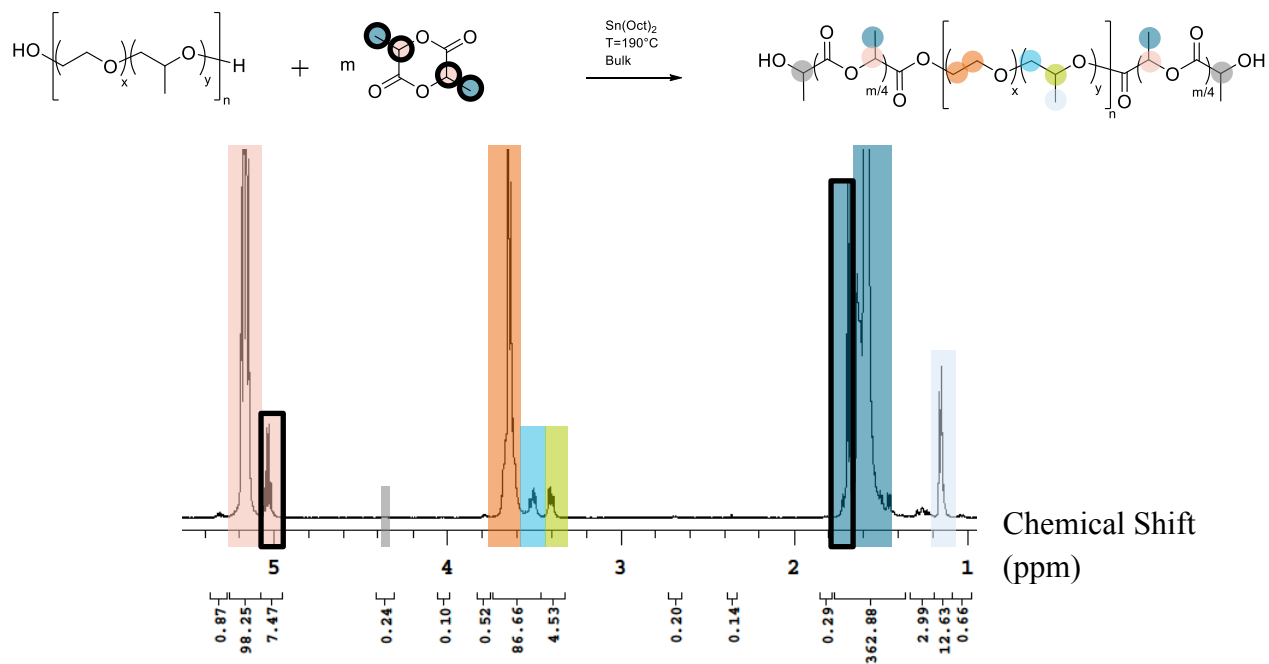 HO
x
y
H
n
+
m
O
O
O
O
Sn(Oct)2
T=190°C
Bulk
HO
O
O
m/4
O
O
O
x
O
y
n
O
O
m/4
O
OH
5
4
3
2
1
Chemical Shift
(ppm)
0.87
98.25
7.47
0.24
0.10
0.52
86.66
4.53
0.20
0.14
0.29
362.88
2.99
12.63
0.66